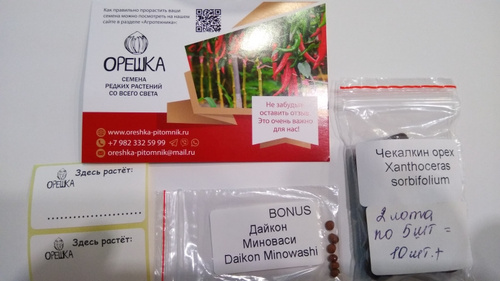 Как правильно прорастить ваше
семена можно посмотреть на нашем
сайте в разделе «Агротехника»:
ОРЕШКА
СЕМЕНА
РЕДКИХ РАСТЕНИЙ
СО ВСЕГО СВЕТА
Не забудьте
оставить отзыв,
Это очень важно
для нас!
www.oreshka-pitomnik.ru
+7 982 332 59 99
oreshka-pitomnik@mail.ru
Здесь растёт:
ОРЕШКА
Здесь растёт:
ОРЕШКА
BONUS
Дайкон
Миноваси
Daikon Minowashi
Чекалкин орех
Xanthoceras
sorbifolium
2 лота
по 5 шт =
10 шт. +